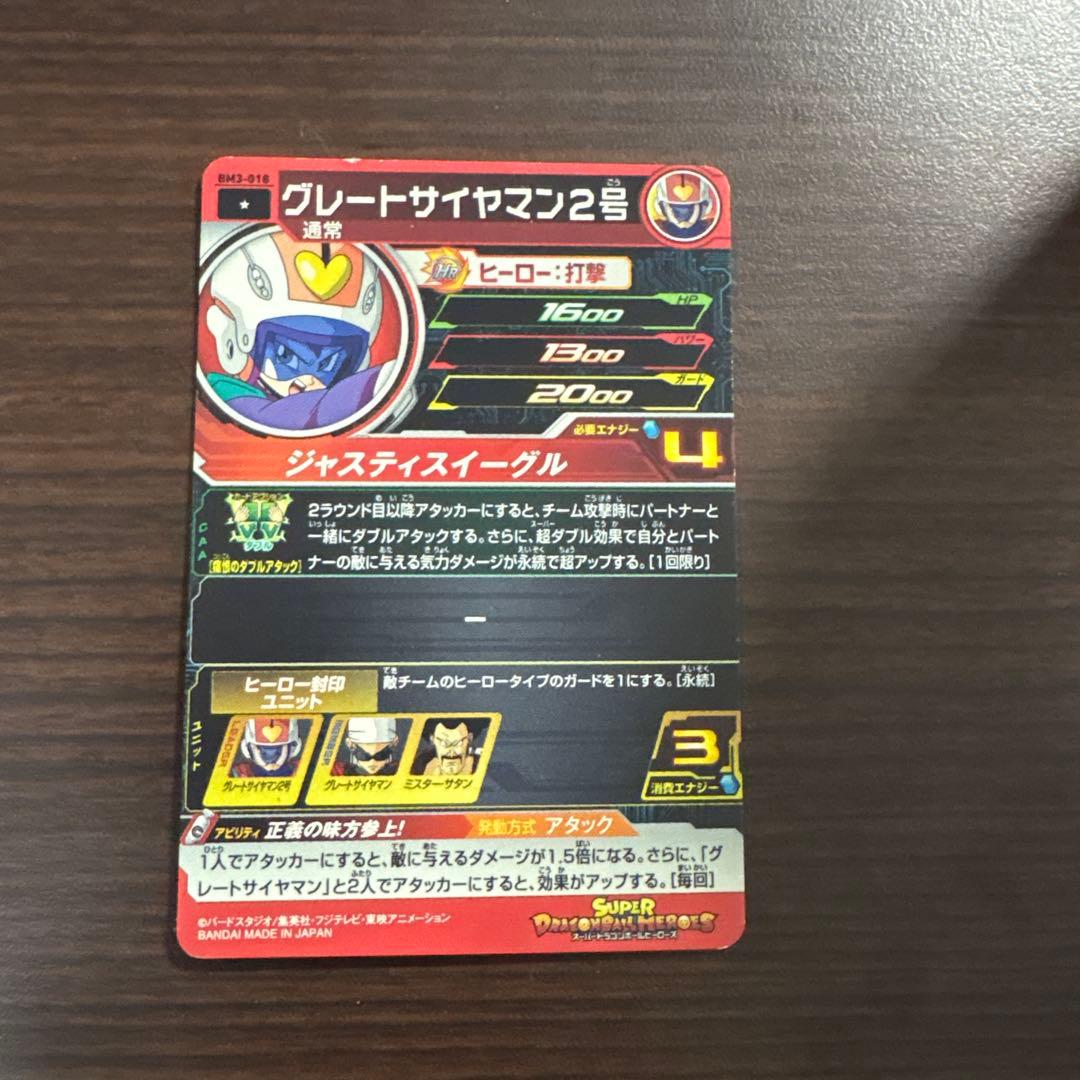 BM3-018
★
グレートサイヤマン2号
通常
HR ヒーロー:打撃
HP
1600
パワー
1300
ガード
2000
必要エナジー 4
ジャスティスイーグル
CAA
カードアクション
ダブル
2ラウンド目以降アタッカーにすると、チーム攻撃時にパートナーと
一緒にダブルアタックする。さらに、超ダブル効果で自分とパート
[痛恨のダブルアタック] ナーの敵に与える気力ダメージが永続で超アップする。[1回限り]
ー
ユニット
ヒーロー封印
ユニット
敵チームのヒーロータイプのガードを1にする。[永続]
LEADER
グレートサイヤマン2号
MEMBER
グレートサイヤマン
ミスター・サタン
3
消費エナジー
アビリティ 正義の味方参上! 発動方式 アタック
1人でアタッカーにすると、敵に与えるダメージが1.5倍になる。さらに、「グ
レートサイヤマン」と2人でアタッカーにすると、効果がアップする。[毎回]
©バードスタジオ/集英社・フジテレビ・東映アニメーション
BANDAI MADE IN JAPAN
SUPER
DRAGONBALL HEROES
スーパードラゴンボールヒーローズ